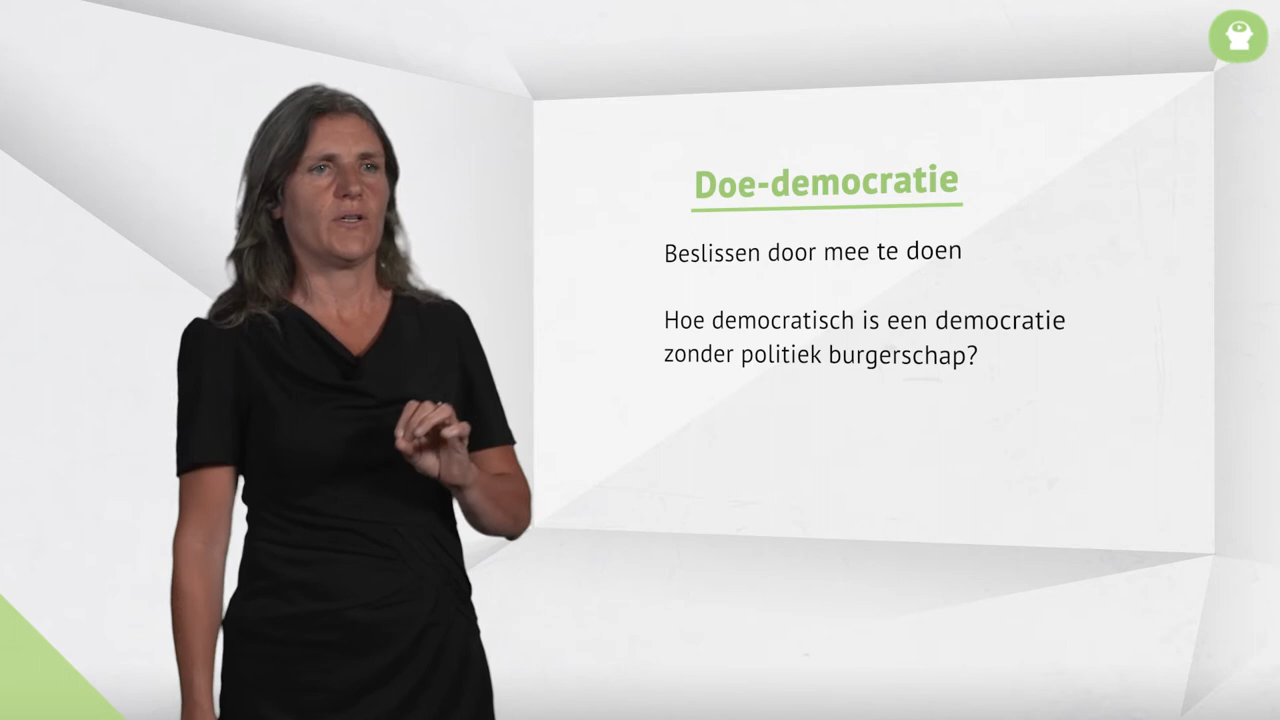 Doe-democratie
Beslissen door mee te doen
Hoe democratisch is een democratie
zonder politiek burgerschap?